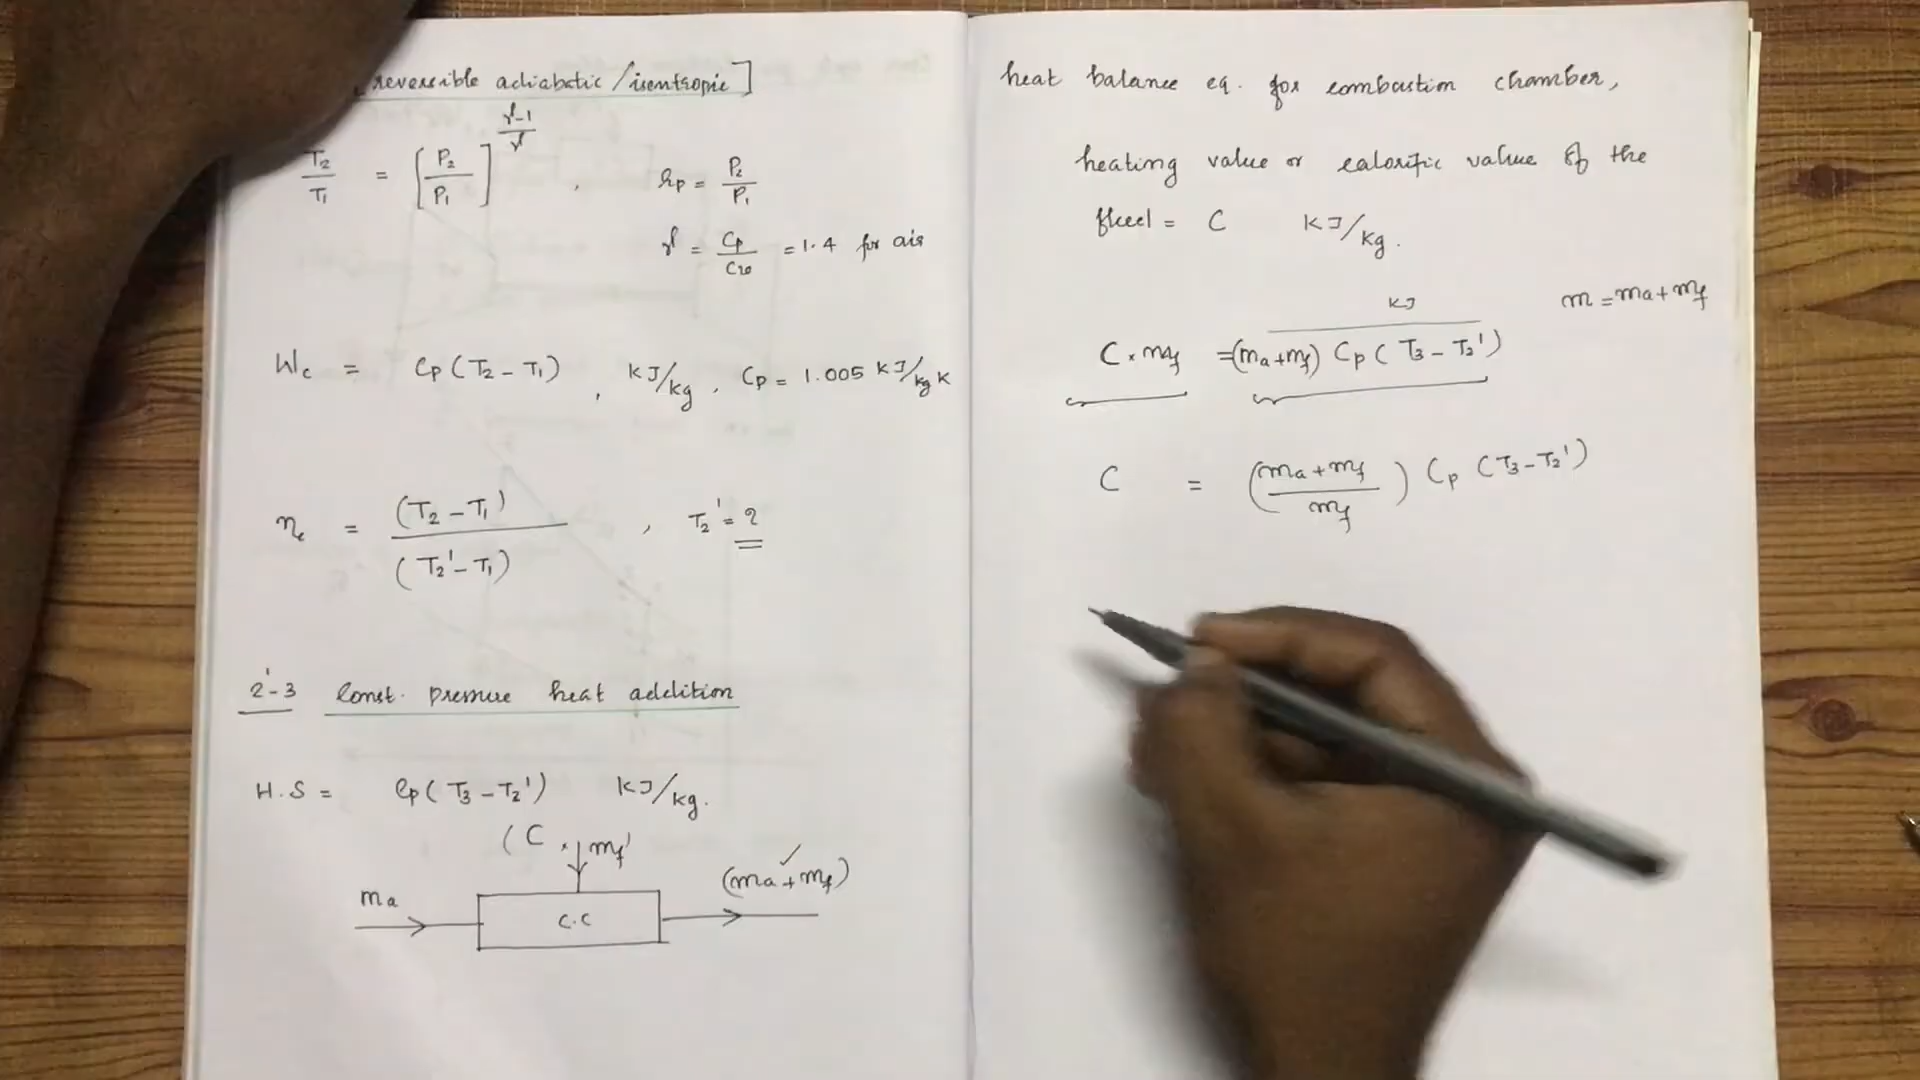 reversible adiabatic / isentropic]
T2/T1 = [P2/P1]^(γ-1)/γ , rp = P2/P1
γ = Cp/Cv = 1.4 for air
Wc = Cp(T2 - T1) , KJ/kg , Cp = 1.005 KJ/kg K
ηc = (T2 - T1)/(T2' - T1) , T2' = ?
2'-3 Const. pressure heat addition
H.S = Cp(T3 - T2') KJ/kg.
(C × mf)
ma
(ma + mf) ✓
C.C
heat balance eq. for combustion chamber,
heating value or calorific value of the
fuel = C KJ/kg.
KJ
m = ma + mf
C × mf = (ma + mf) Cp (T3 - T2')
C = ((ma + mf)/mf) Cp (T3 - T2')